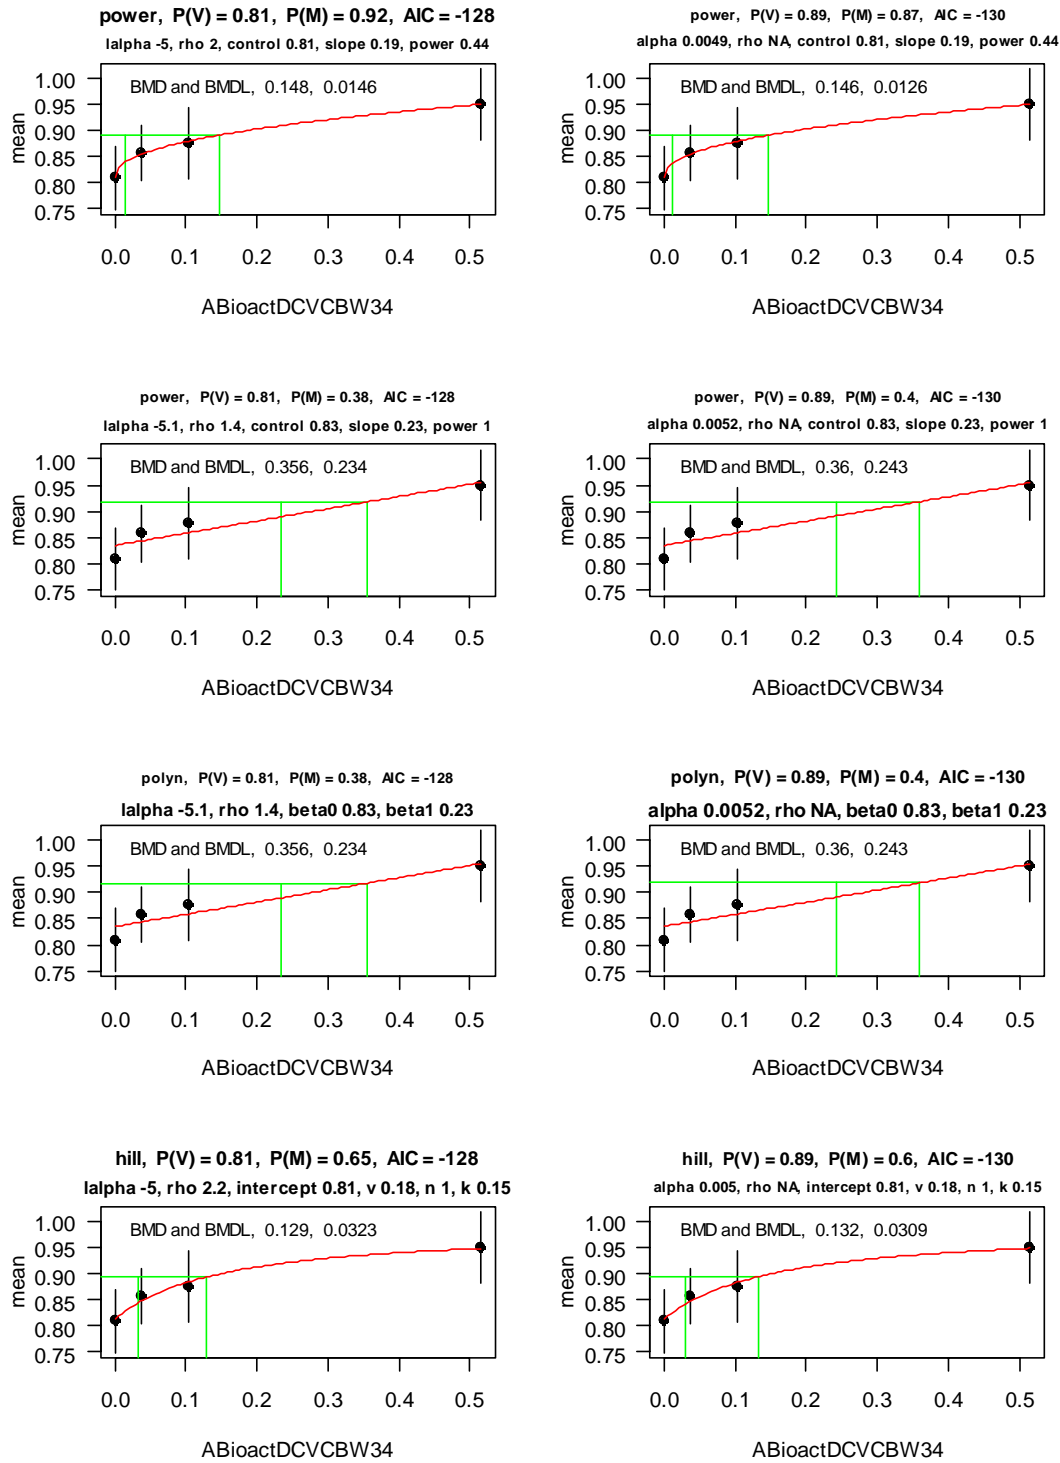 power, P(V) = 0.81, P(M) = 0.92, AIC = -128
lalpha -5, rho 2, control 0.81, slope 0.19, power 0.44
BMD and BMDL, 0.148, 0.0146
mean
1.00
0.95
0.90
0.85
0.80
0.75
0.0 0.1 0.2 0.3 0.4 0.5
ABioactDCVCBW34
power, P(V) = 0.89, P(M) = 0.87, AIC = -130
alpha 0.0049, rho NA, control 0.81, slope 0.19, power 0.44
BMD and BMDL, 0.146, 0.0126
mean
1.00
0.95
0.90
0.85
0.80
0.75
0.0 0.1 0.2 0.3 0.4 0.5
ABioactDCVCBW34
power, P(V) = 0.81, P(M) = 0.38, AIC = -128
lalpha -5.1, rho 1.4, control 0.83, slope 0.23, power 1
BMD and BMDL, 0.356, 0.234
mean
1.00
0.95
0.90
0.85
0.80
0.75
0.0 0.1 0.2 0.3 0.4 0.5
ABioactDCVCBW34
power, P(V) = 0.89, P(M) = 0.4, AIC = -130
alpha 0.0052, rho NA, control 0.83, slope 0.23, power 1
BMD and BMDL, 0.36, 0.243
mean
1.00
0.95
0.90
0.85
0.80
0.75
0.0 0.1 0.2 0.3 0.4 0.5
ABioactDCVCBW34
polyn, P(V) = 0.81, P(M) = 0.38, AIC = -128
lalpha -5.1, rho 1.4, beta0 0.83, beta1 0.23
BMD and BMDL, 0.356, 0.234
mean
1.00
0.95
0.90
0.85
0.80
0.75
0.0 0.1 0.2 0.3 0.4 0.5
ABioactDCVCBW34
polyn, P(V) = 0.89, P(M) = 0.4, AIC = -130
alpha 0.0052, rho NA, beta0 0.83, beta1 0.23
BMD and BMDL, 0.36, 0.243
mean
1.00
0.95
0.90
0.85
0.80
0.75
0.0 0.1 0.2 0.3 0.4 0.5
ABioactDCVCBW34
hill, P(V) = 0.81, P(M) = 0.65, AIC = -128
lalpha -5, rho 2.2, intercept 0.81, v 0.18, n 1, k 0.15
BMD and BMDL, 0.129, 0.0323
mean
1.00
0.95
0.90
0.85
0.80
0.75
0.0 0.1 0.2 0.3 0.4 0.5
ABioactDCVCBW34
hill, P(V) = 0.89, P(M) = 0.6, AIC = -130
alpha 0.005, rho NA, intercept 0.81, v 0.18, n 1, k 0.15
BMD and BMDL, 0.132, 0.0309
mean
1.00
0.95
0.90
0.85
0.80
0.75
0.0 0.1 0.2 0.3 0.4 0.5
ABioactDCVCBW34